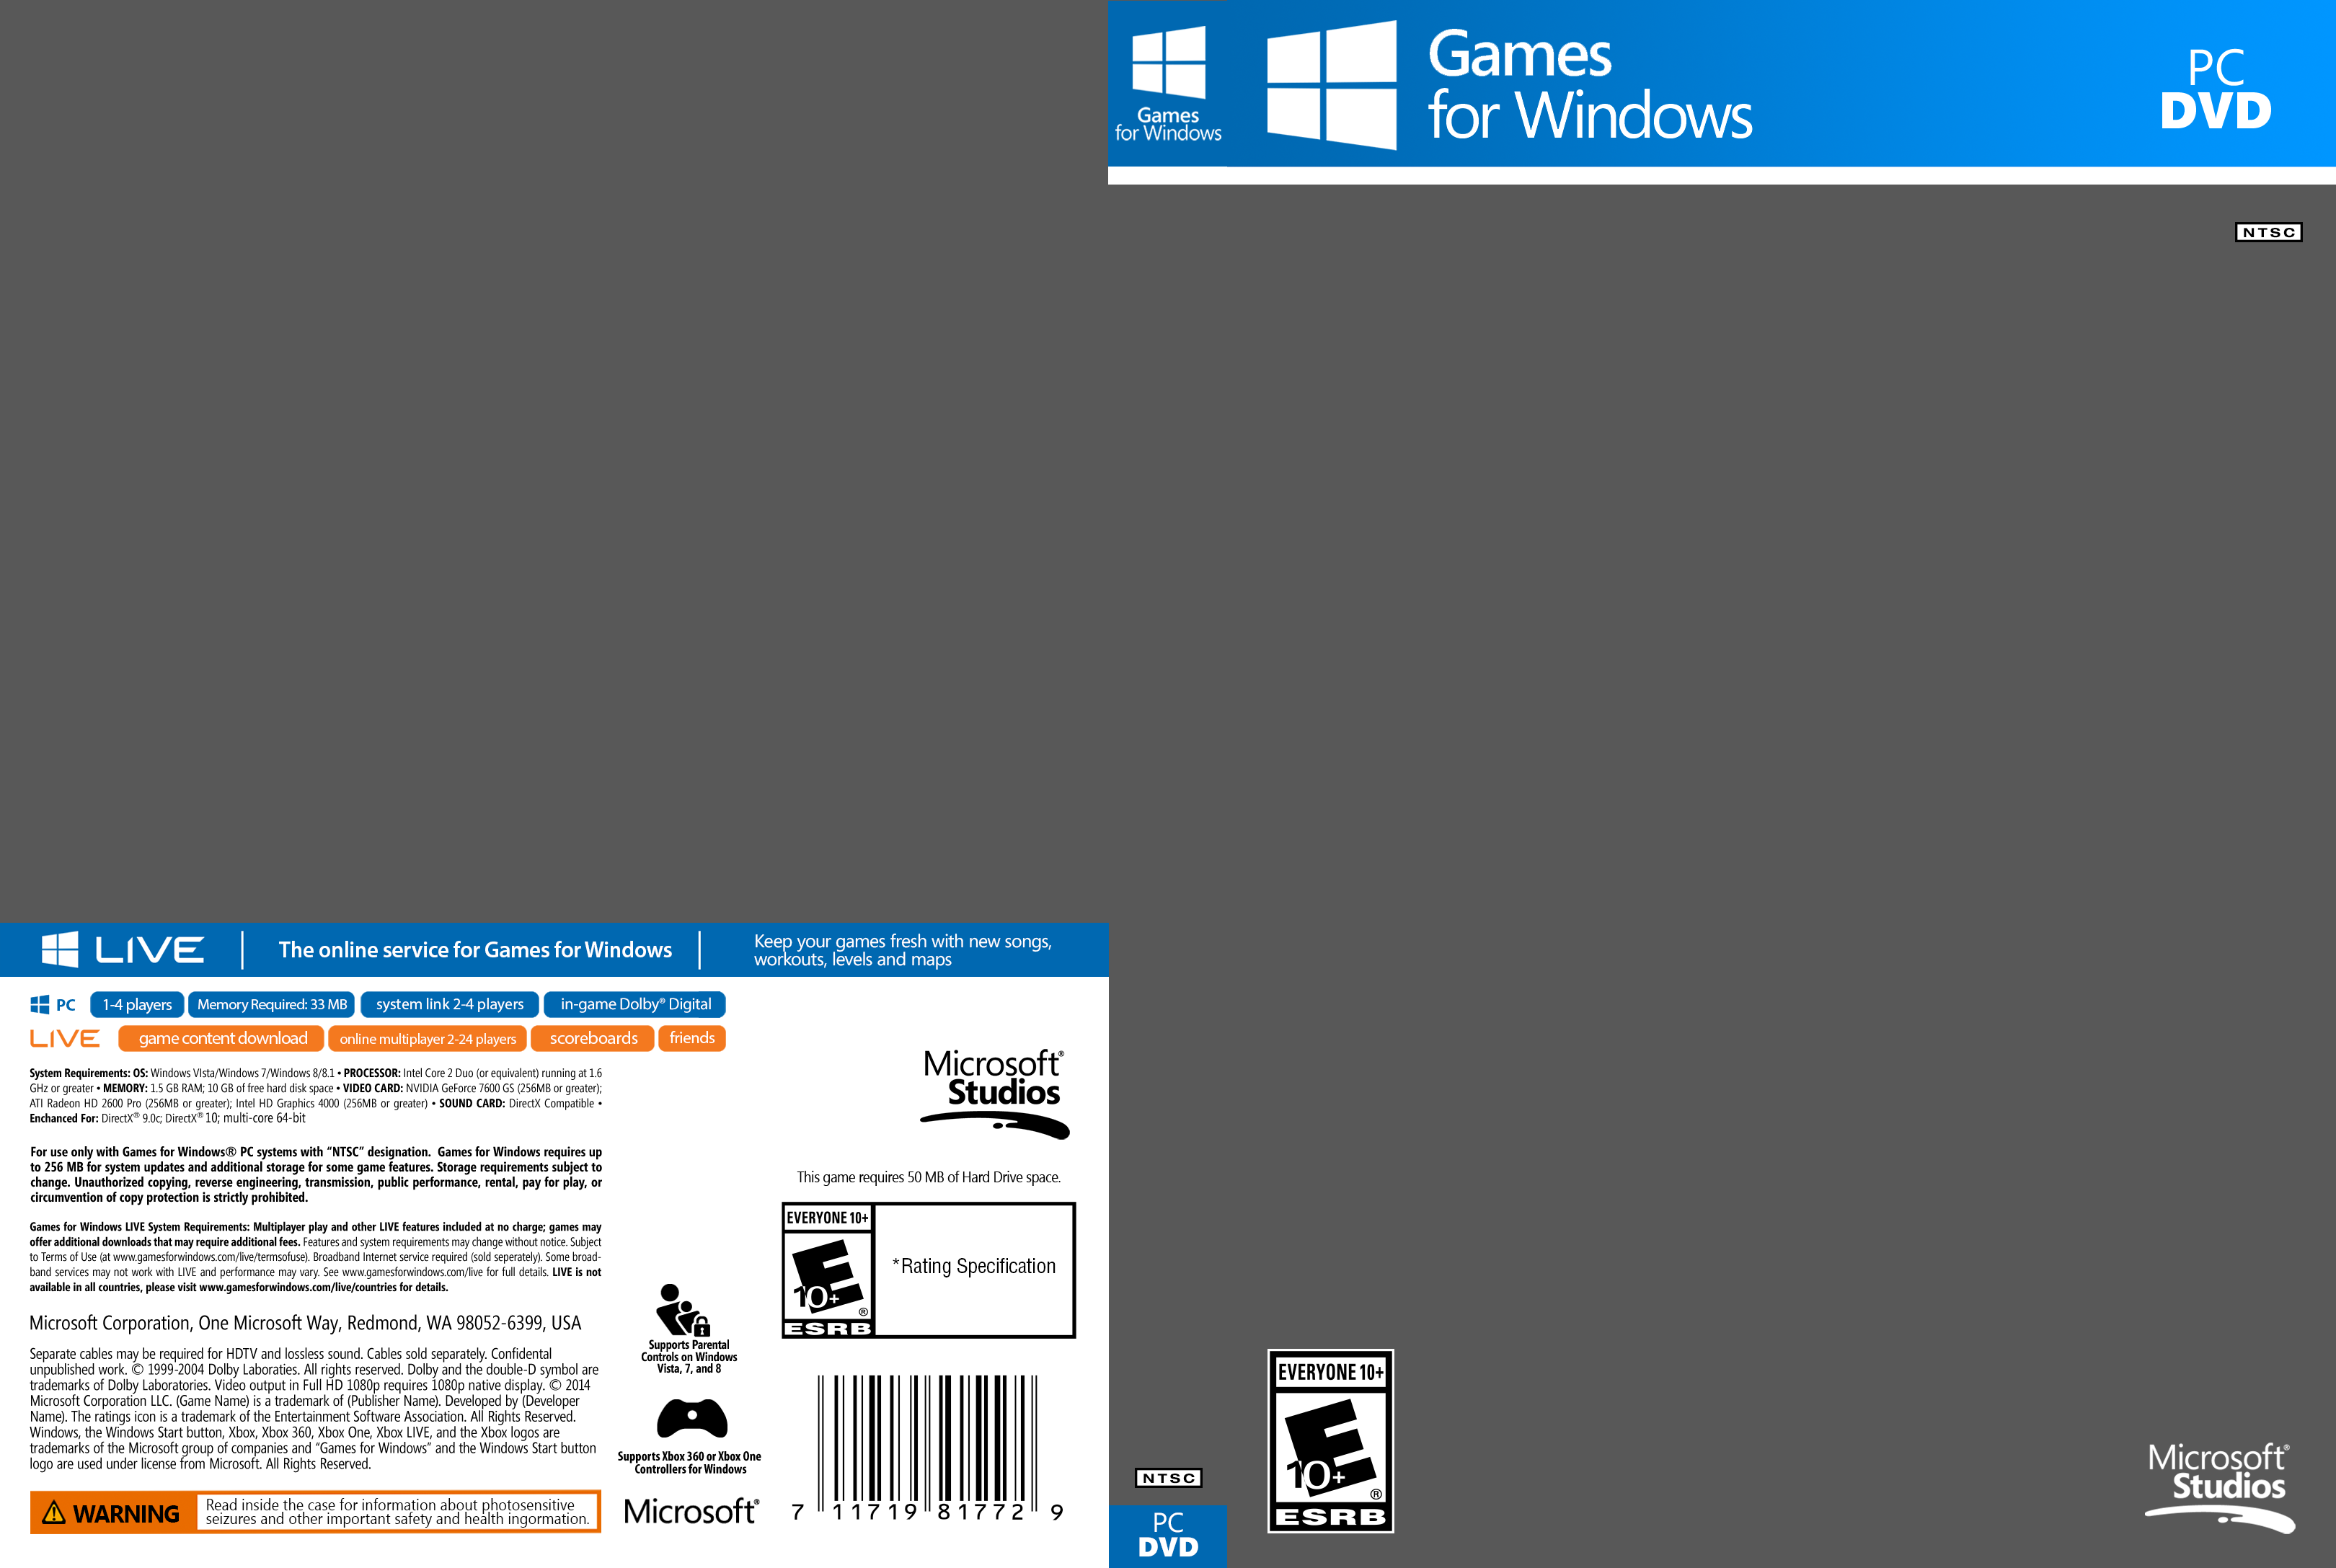 Games
for Windows
Games
for Windows
PC
DVD
NTSC
LIVE
The online service for Games for Windows
Keep your games fresh with new songs,
workouts, levels and maps
PC
1-4 players
Memory Required: 33 MB
system link 2-4 players
in-game Dolby® Digital
LIVE
game content download
online multiplayer 2-24 players
scoreboards
friends
System Requirements: OS: Windows VIsta/Windows 7/Windows 8/8.1 • PROCESSOR: Intel Core 2 Duo (or equivalent) running at 1.6
GHz or greater • MEMORY: 1.5 GB RAM; 10 GB of free hard disk space • VIDEO CARD: NVIDIA GeForce 7600 GS (256MB or greater);
ATI Radeon HD 2600 Pro (256MB or greater); Intel HD Graphics 4000 (256MB or greater) • SOUND CARD: DirectX Compatible •
Enchanced For: DirectX® 9.0c; DirectX® 10; multi-core 64-bit
For use only with Games for Windows® PC systems with “NTSC” designation. Games for Windows requires up
to 256 MB for system updates and additional storage for some game features. Storage requirements subject to
change. Unauthorized copying, reverse engineering, transmission, public performance, rental, pay for play, or
circumvention of copy protection is strictly prohibited.
Games for Windows LIVE System Requirements: Multiplayer play and other LIVE features included at no charge; games may
offer additional downloads that may require additional fees. Features and system requirements may change without notice. Subject
to Terms of Use (at www.gamesforwindows.com/live/termsofuse). Broadband Internet service required (sold seperately). Some broad-
band services may not work with LIVE and performance may vary. See www.gamesforwindows.com/live for full details. LIVE is not
available in all countries, please visit www.gamesforwindows.com/live/countries for details.
Microsoft Corporation, One Microsoft Way, Redmond, WA 98052-6399, USA
Separate cables may be required for HDTV and lossless sound. Cables sold separately. Confidental
unpublished work. © 1999-2004 Dolby Laboraties. All rights reserved. Dolby and the double-D symbol are
trademarks of Dolby Laboratories. Video output in Full HD 1080p requires 1080p native display. © 2014
Microsoft Corporation LLC. (Game Name) is a trademark of (Publisher Name). Developed by (Developer
Name). The ratings icon is a trademark of the Entertainment Software Association. All Rights Reserved.
Windows, the Windows Start button, Xbox, Xbox 360, Xbox One, Xbox LIVE, and the Xbox logos are
trademarks of the Microsoft group of companies and “Games for Windows” and the Windows Start button
logo are used under license from Microsoft. All Rights Reserved.
WARNING
Read inside the case for information about photosensitive
seizures and other important safety and health ingormation.
Supports Parental
Controls on Windows
Vista, 7, and 8
Supports Xbox 360 or Xbox One
Controllers for Windows
Microsoft®
Microsoft®
Studios
This game requires 50 MB of Hard Drive space.
EVERYONE 10+
E
10+
®
ESRB
*Rating Specification
7 11719 81772 9
NTSC
PC
DVD
EVERYONE 10+
E
10+
®
ESRB
Microsoft®
Studios